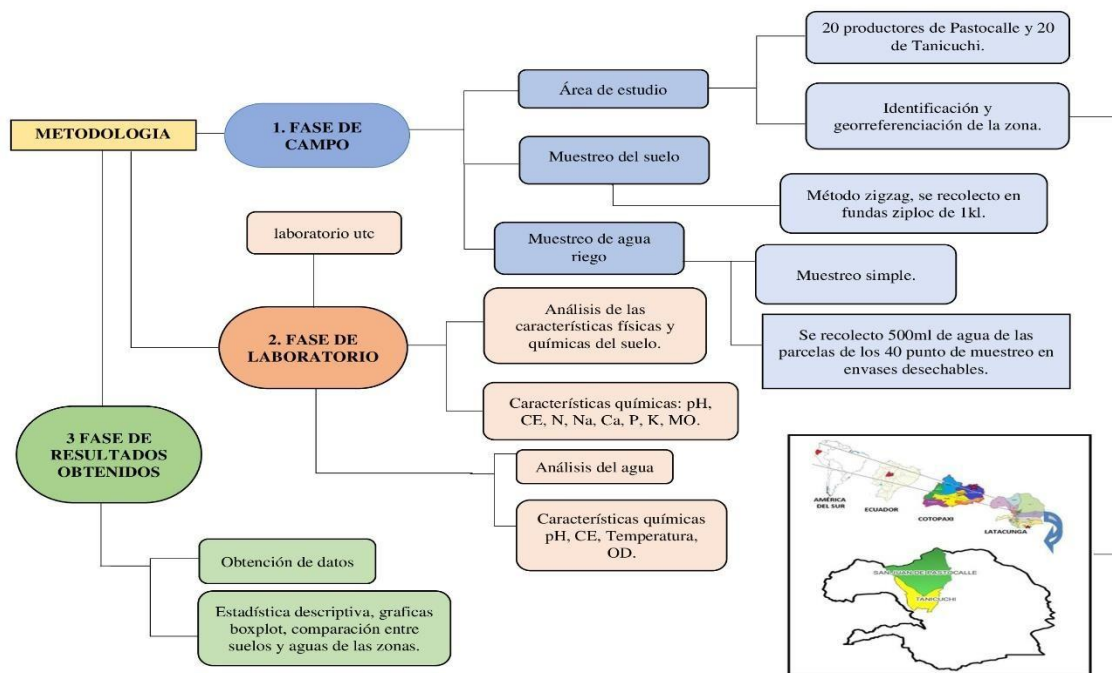 METODOLOGIA
1. FASE DE
CAMPO
Área de estudio
20 productores de Pastocalle y 20
de Tanicuchi.
Identificación y
georreferenciación de la zona.
Muestreo del suelo
Método zigzag, se recolecto en
fundas ziploc de 1kl.
Muestreo de agua
riego
Muestreo simple.
Se recolecto 500ml de agua de las
parcelas de los 40 punto de muestreo en
envases desechables.
laboratorio utc
2. FASE DE
LABORATORIO
Análisis de las
características físicas y
químicas del suelo.
Características químicas: pH,
CE, N, Na, Ca, P, K, MO.
Análisis del agua
Características químicas
pH, CE, Temperatura,
OD.
3 FASE DE
RESULTADOS
OBTENIDOS
Obtención de datos
Estadística descriptiva, graficas
boxplot, comparación entre
suelos y aguas de las zonas.
AMÉRICA
DEL SUR
ECUADOR
COTOPAXI
LATACUNGA
SAN JUAN DE PASTOCALLE
TANICUCHI